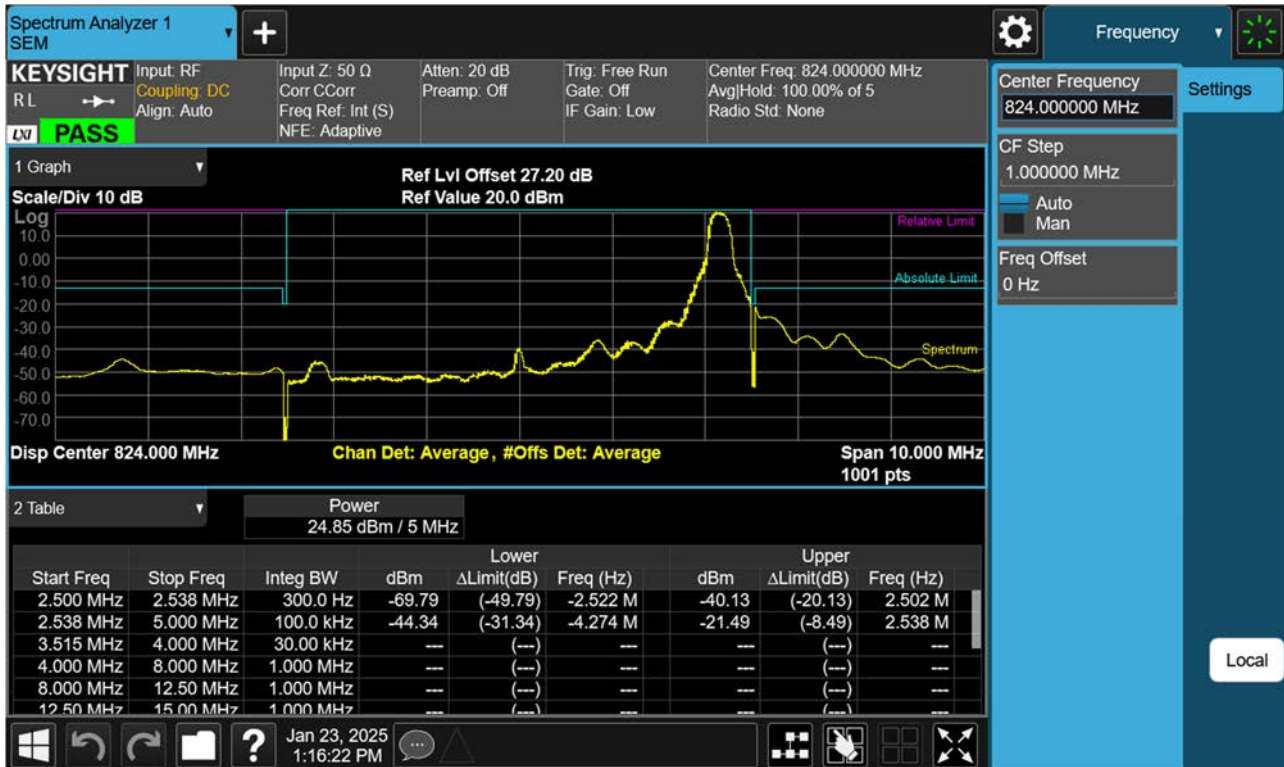 Spectrum Analyzer 1
SEM
+
Frequency
KEYSIGHT
R L
LXI
PASS
Input: RF
Coupling: DC
Align: Auto
Input Z: 50 Ω
Corr CCorr
Freq Ref: Int (S)
NFE: Adaptive
Atten: 20 dB
Preamp: Off
Trig: Free Run
Gate: Off
IF Gain: Low
Center Freq: 824.000000 MHz
Avg|Hold: 100.00% of 5
Radio Std: None
Center Frequency
824.000000 MHz
Settings
CF Step
1.000000 MHz
Auto
Man
Freq Offset
0 Hz
Local
1 Graph
Ref Lvl Offset 27.20 dB
Scale/Div 10 dB
Ref Value 20.0 dBm
Log
10.0
0.00
-10.0
-20.0
-30.0
-40.0
-50.0
-60.0
-70.0
Relative Limit
Absolute Limit
Spectrum
Disp Center 824.000 MHz
Chan Det: Average , #Offs Det: Average
Span 10.000 MHz
1001 pts
2 Table
Power
24.85 dBm / 5 MHz
Lower Upper
Start Freq Stop Freq Integ BW dBm ΔLimit(dB) Freq (Hz) dBm ΔLimit(dB) Freq (Hz)
2.500 MHz 2.538 MHz 300.0 Hz -69.79 (-49.79) -2.522 M -40.13 (-20.13) 2.502 M
2.538 MHz 5.000 MHz 100.0 kHz -44.34 (-31.34) -4.274 M -21.49 (-8.49) 2.538 M
3.515 MHz 4.000 MHz 30.00 kHz --- (---) --- --- (---) ---
4.000 MHz 8.000 MHz 1.000 MHz --- (---) --- --- (---) ---
8.000 MHz 12.50 MHz 1.000 MHz --- (---) --- --- (---) ---
12.50 MHz 15.00 MHz 1.000 MHz --- (---) --- --- (---) ---
?
Jan 23, 2025
1:16:22 PM